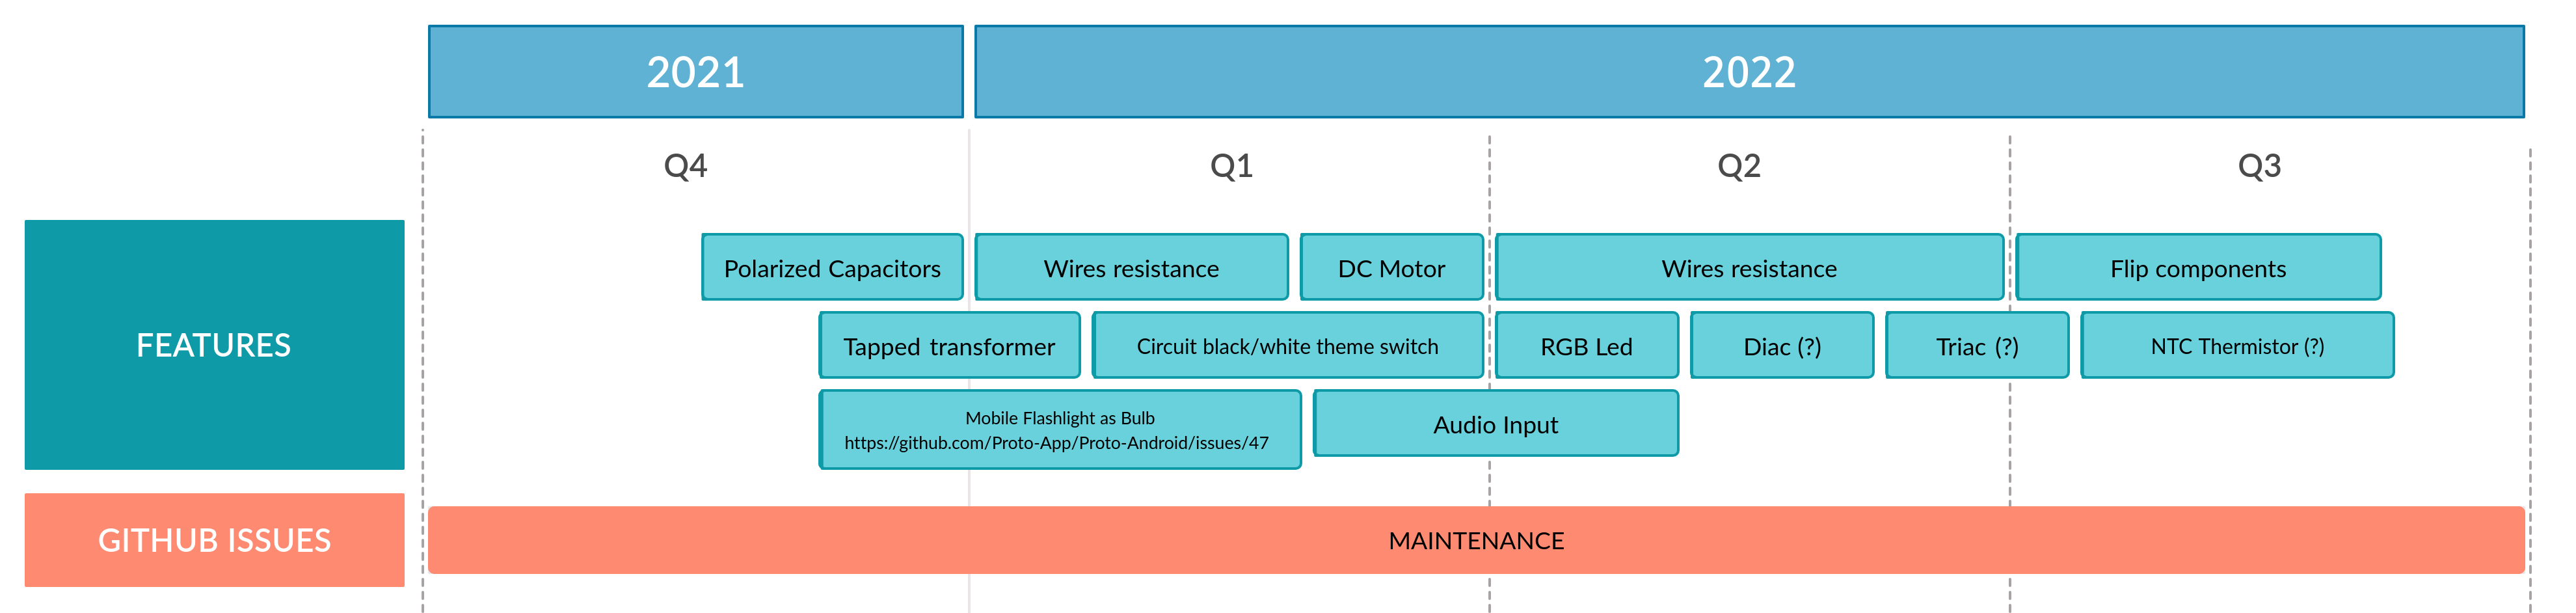 2021
2022
Q4
Q1
Q2
Q3
FEATURES
Polarized Capacitors
Wires resistance
DC Motor
Wires resistance
Flip components
Tapped transformer
Circuit black/white theme switch
RGB Led
Diac (?)
Triac (?)
NTC Thermistor (?)
Mobile Flashlight as Bulb
https://github.com/Proto-App/Proto-Android/issues/47
Audio Input
GITHUB ISSUES
MAINTENANCE